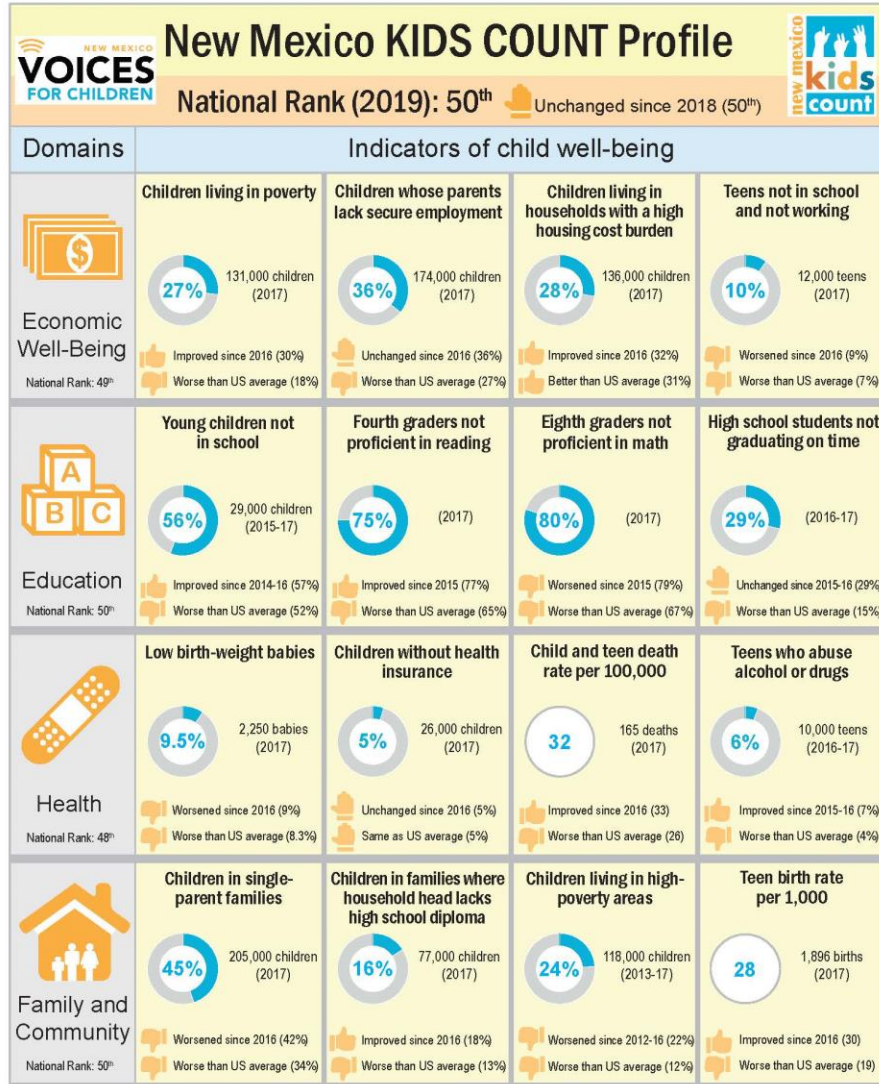 NEW MEXICO
VOICES
FOR CHILDREN
New Mexico KIDS COUNT Profile
National Rank (2019): 50th Unchanged since 2018 (50th)
new mexico
kids
count
Domains
Indicators of child well-being
Economic
Well-Being
National Rank: 49th
Children living in poverty
27%
131,000 children
(2017)
Improved since 2016 (30%)
Worse than US average (18%)
Children whose parents
lack secure employment
36%
174,000 children
(2017)
Unchanged since 2016 (36%)
Worse than US average (27%)
Children living in
households with a high
housing cost burden
28%
136,000 children
(2017)
Improved since 2016 (32%)
Better than US average (31%)
Teens not in school
and not working
10%
12,000 teens
(2017)
Worsened since 2016 (9%)
Worse than US average (7%)
A
B C
Education
National Rank: 50th
Young children not
in school
56%
29,000 children
(2015-17)
Improved since 2014-16 (57%)
Worse than US average (52%)
Fourth graders not
proficient in reading
75%
(2017)
Improved since 2015 (77%)
Worse than US average (65%)
Eighth graders not
proficient in math
80%
(2017)
Worsened since 2015 (79%)
Worse than US average (67%)
High school students not
graduating on time
29%
(2016-17)
Unchanged since 2015-16 (29%)
Worse than US average (15%)
Health
National Rank: 48th
Low birth-weight babies
9.5%
2,250 babies
(2017)
Worsened since 2016 (9%)
Worse than US average (8.3%)
Children without health
insurance
5%
26,000 children
(2017)
Unchanged since 2016 (5%)
Same as US average (5%)
Child and teen death
rate per 100,000
32
165 deaths
(2017)
Improved since 2016 (33)
Worse than US average (26)
Teens who abuse
alcohol or drugs
6%
10,000 teens
(2016-17)
Improved since 2015-16 (7%)
Worse than US average (4%)
Family and
Community
National Rank: 50th
Children in single-
parent families
45%
205,000 children
(2017)
Worsened since 2016 (42%)
Worse than US average (34%)
Children in families where
household head lacks
high school diploma
16%
77,000 children
(2017)
Improved since 2016 (18%)
Worse than US average (13%)
Children living in high-
poverty areas
24%
118,000 children
(2013-17)
Worsened since 2012-16 (22%)
Worse than US average (12%)
Teen birth rate
per 1,000
28
1,896 births
(2017)
Improved since 2016 (30)
Worse than US average (19)